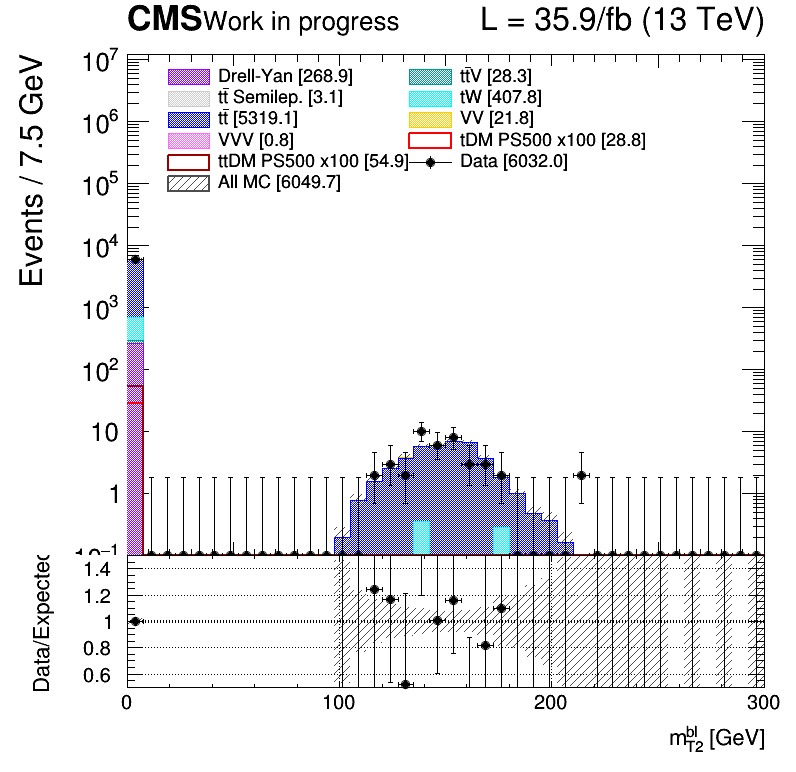 CMS Work in progress L = 35.9/fb (13 TeV)
Events / 7.5 GeV
10⁷
10⁶
10⁵
10⁴
10³
10²
10
1
10⁻¹
Drell-Yan [268.9]
tt̄ Semilep. [3.1]
tt̄ [5319.1]
VVV [0.8]
ttDM PS500 x100 [54.9]
All MC [6049.7]
tt̄V [28.3]
tW [407.8]
VV [21.8]
tDM PS500 x100 [28.8]
Data [6032.0]
Data/Expected
1.4
1.2
1
0.8
0.6
0 100 200 300
m_{T2}^{bl} [GeV]